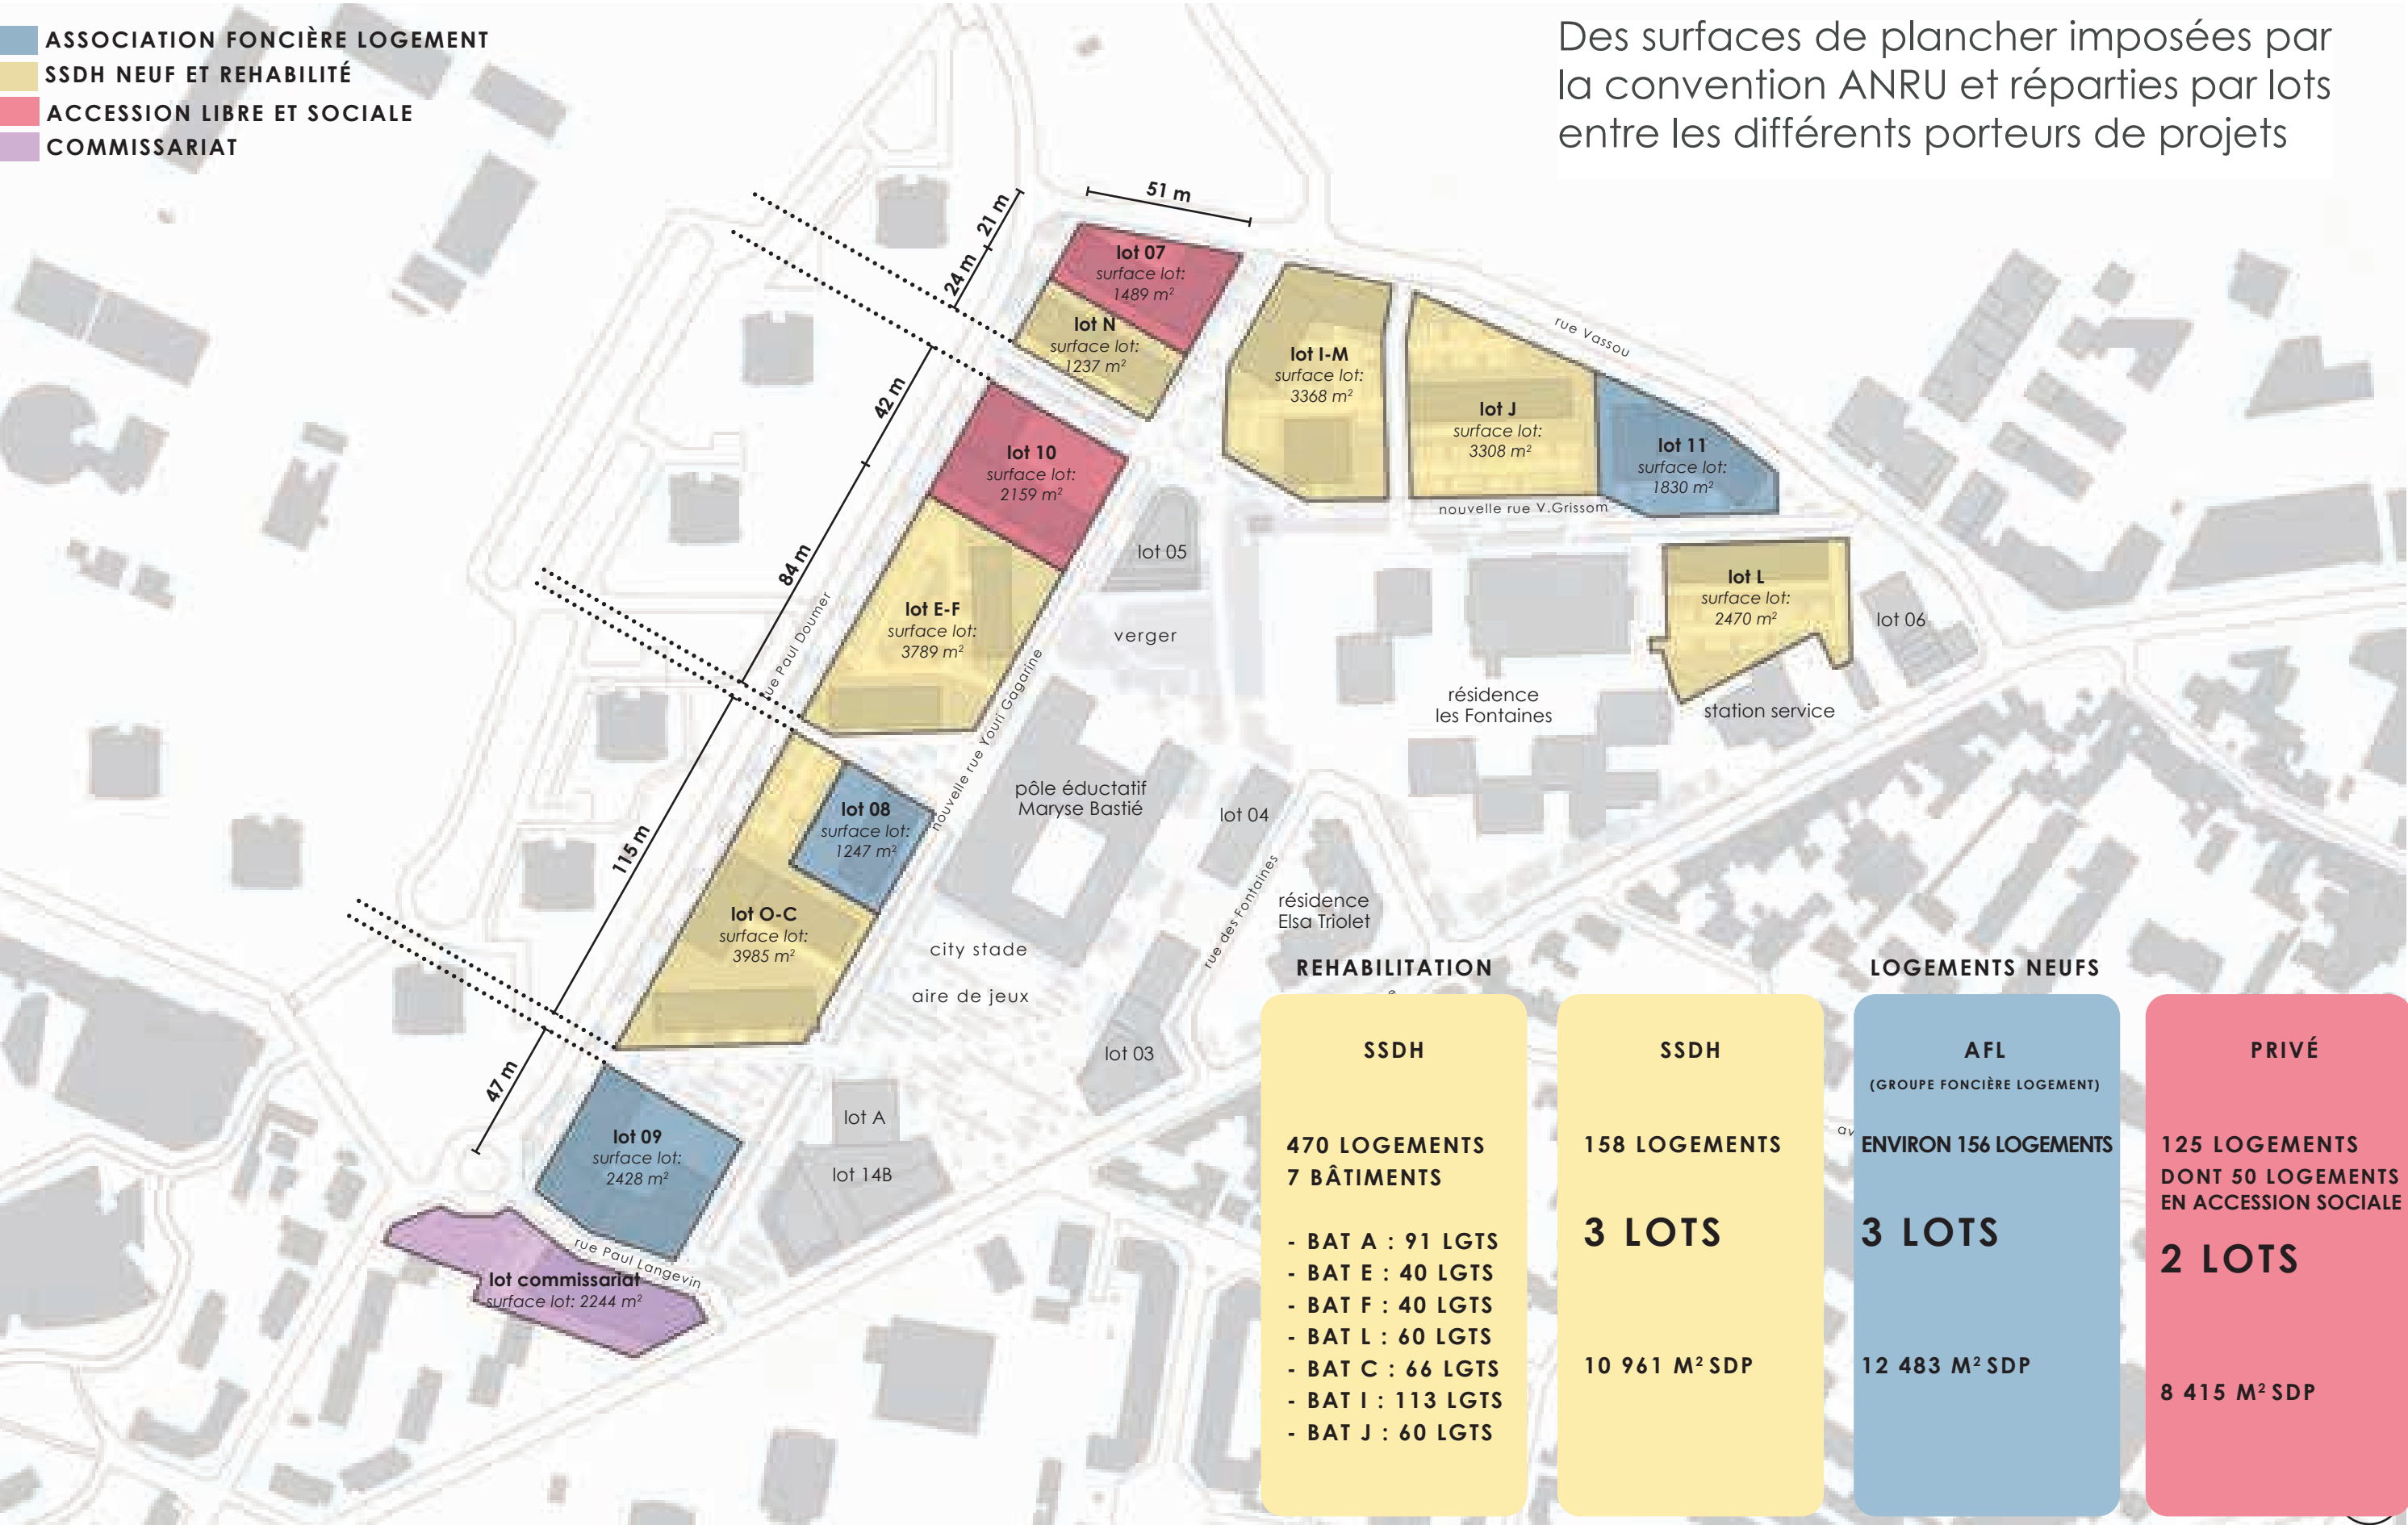 ASSOCIATION FONCIÈRE LOGEMENT
SSDH NEUF ET REHABILITÉ
ACCESSION LIBRE ET SOCIALE
COMMISSARIAT
Des surfaces de plancher imposées par
la convention ANRU et réparties par lots
entre les différents porteurs de projets
51 m
21 m
24 m
42 m
84 m
115 m
47 m
lot 07
surface lot:
1489 m²
lot N
surface lot:
1237 m²
lot I-M
surface lot:
3368 m²
lot J
surface lot:
3308 m²
lot 11
surface lot:
1830 m²
rue Vassou
nouvelle rue V.Grissom
lot 10
surface lot:
2159 m²
lot 05
lot E-F
surface lot:
3789 m²
verger
lot L
surface lot:
2470 m²
lot 06
station service
résidence
les Fontaines
rue Paul Doumer
nouvelle rue Youri Gagarine
pôle éductatif
Maryse Bastié
lot 04
lot 08
surface lot:
1247 m²
lot O-C
surface lot:
3985 m²
city stade
aire de jeux
rue des Fontaines
résidence
Elsa Triolet
lot 03
lot A
lot 14B
lot 09
surface lot:
2428 m²
rue Paul Langevin
lot commissariat
surface lot: 2244 m²
REHABILITATION
SSDH
470 LOGEMENTS
7 BÂTIMENTS
- BAT A : 91 LGTS
- BAT E : 40 LGTS
- BAT F : 40 LGTS
- BAT L : 60 LGTS
- BAT C : 66 LGTS
- BAT I : 113 LGTS
- BAT J : 60 LGTS
LOGEMENTS NEUFS
SSDH
158 LOGEMENTS
3 LOTS
10 961 M² SDP
AFL
(GROUPE FONCIÈRE LOGEMENT)
ENVIRON 156 LOGEMENTS
3 LOTS
12 483 M² SDP
PRIVÉ
125 LOGEMENTS
DONT 50 LOGEMENTS
EN ACCESSION SOCIALE
2 LOTS
8 415 M² SDP